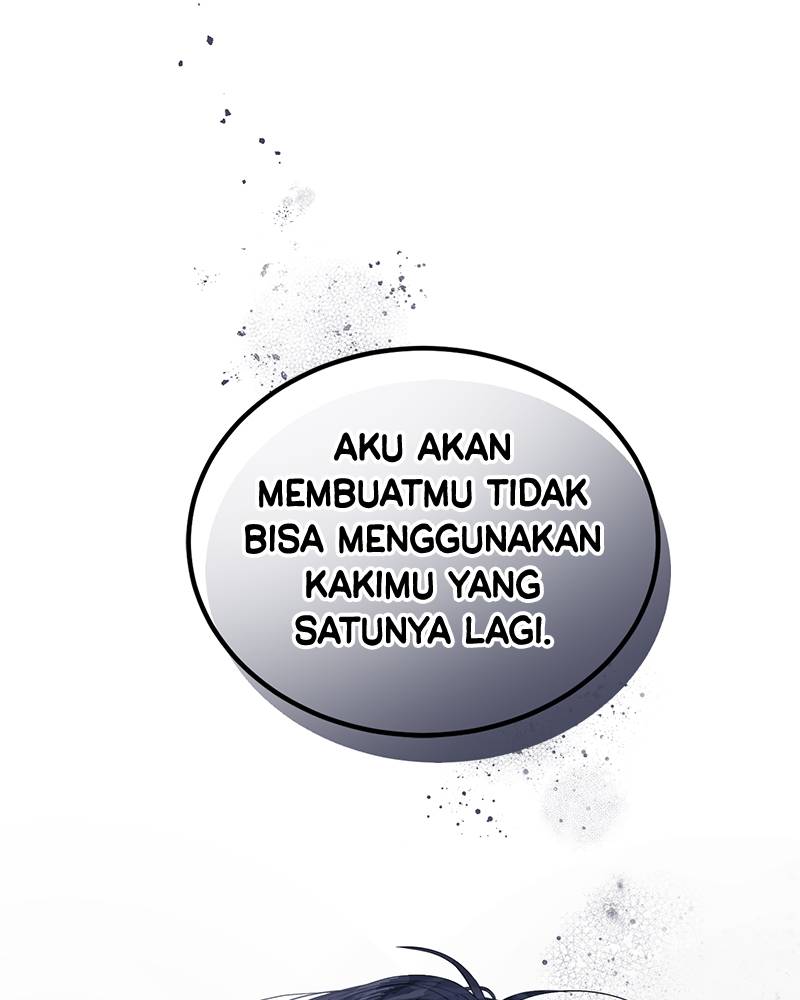 AKU AKAN
MEMBUATMU TIDAK
BISA MENGGUNAKAN
KAKIMU YANG
SATUNYA LAGI.